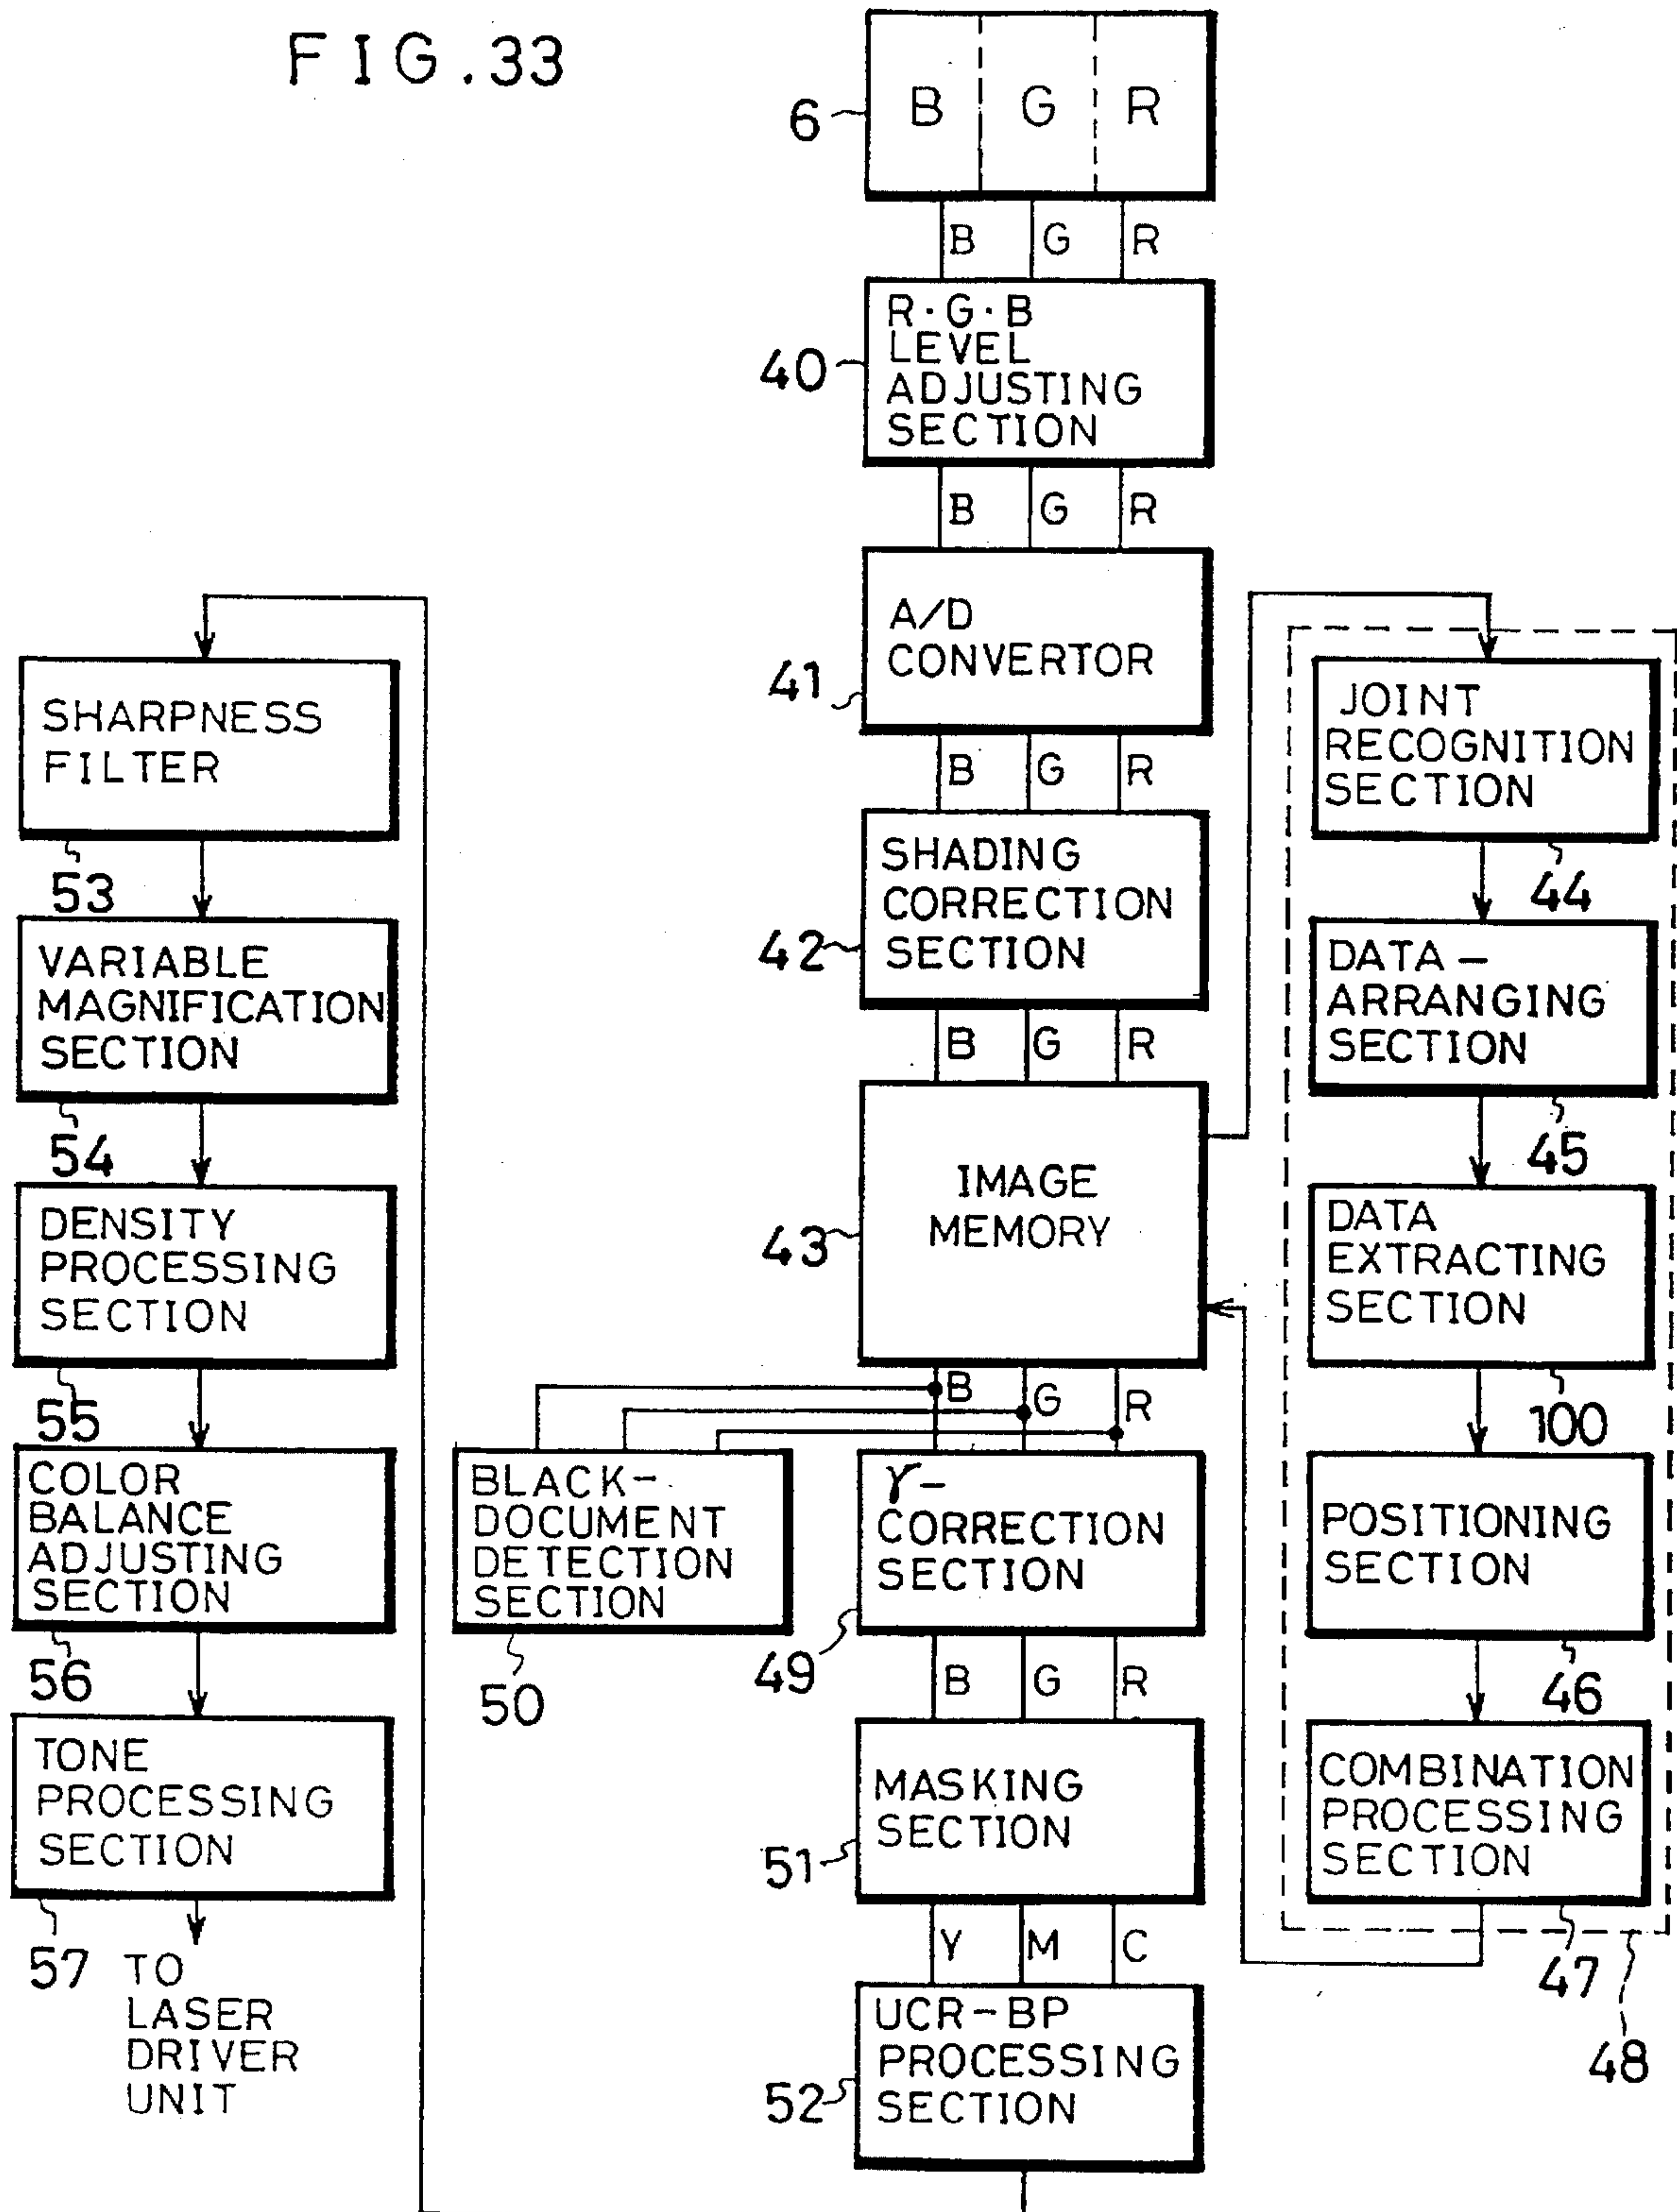 FIG.33
6
B G R
B G R
40
R·G·B
LEVEL
ADJUSTING
SECTION
B G R
41
A/D
CONVERTOR
B G R
42
SHADING
CORRECTION
SECTION
B G R
43
IMAGE
MEMORY
B G R
JOINT
RECOGNITION
SECTION
44
DATA-
ARRANGING
SECTION
45
DATA
EXTRACTING
SECTION
100
POSITIONING
SECTION
46
COMBINATION
PROCESSING
SECTION
47
48
BLACK-
DOCUMENT
DETECTION
SECTION
50
γ-
CORRECTION
SECTION
49
B G R
MASKING
SECTION
51
Y M C
UCR-BP
PROCESSING
SECTION
52
SHARPNESS
FILTER
53
VARIABLE
MAGNIFICATION
SECTION
54
DENSITY
PROCESSING
SECTION
55
COLOR
BALANCE
ADJUSTING
SECTION
56
TONE
PROCESSING
SECTION
57
TO
LASER
DRIVER
UNIT